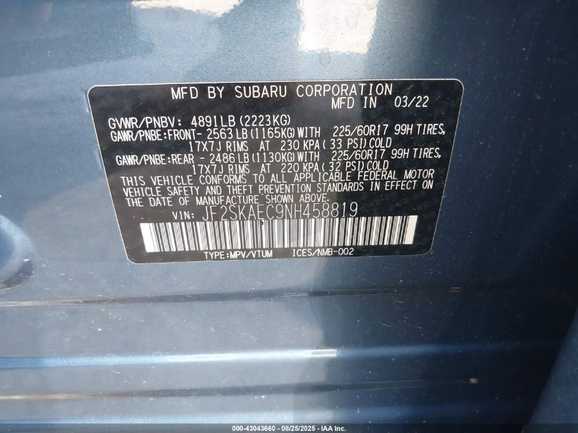 MFD BY SUBARU CORPORATION
MFD IN 03/22
GVWR/PNBV: 4891LB(2223KG)
GAWR/PNBE:FRONT- 2563LB(1165KG)WITH 225/60R17 99H TIRES,
17X7J RIMS AT 230 KPA(33 PSI)COLD
GAWR/PNBE:REAR - 2486LB(1130KG)WITH 225/60R17 99H TIRES,
17X7J RIMS AT 220 KPA(32 PSI)COLD
THIS VEHICLE CONFORMS TO ALL APPLICABLE FEDERAL MOTOR
VEHICLE SAFETY AND THEFT PREVENTION STANDARDS IN EFFECT ON
THE DATE OF MANUFACTURE SHOWN ABOVE.
VIN: JF2SKAEC9NH458819
TYPE:MPV/VTUM ICES/NMB-002
000-43043660 - 08/25/2025 - IAA Inc.